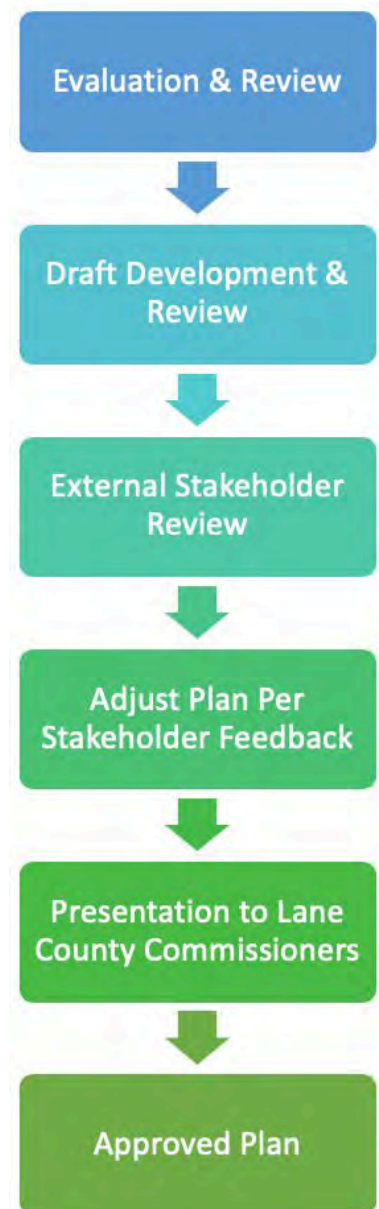 Evaluation & Review
Draft Development &
Review
External Stakeholder
Review
Adjust Plan Per
Stakeholder Feedback
Presentation to Lane
County Commissioners
Approved Plan